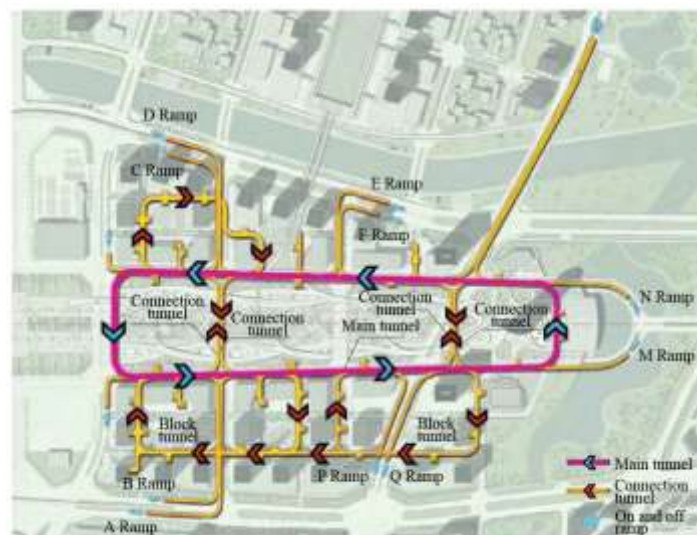 D Ramp
C Ramp
E Ramp
F Ramp
N Ramp
M Ramp
Connection
tunnel
Connection
tunnel
Connection
tunnel
Connection
tunnel
Main tunnel
Block
tunnel
Block
tunnel
B Ramp
P Ramp
Q Ramp
A Ramp
Main tunnel
Connection
tunnel
On and off
ramp